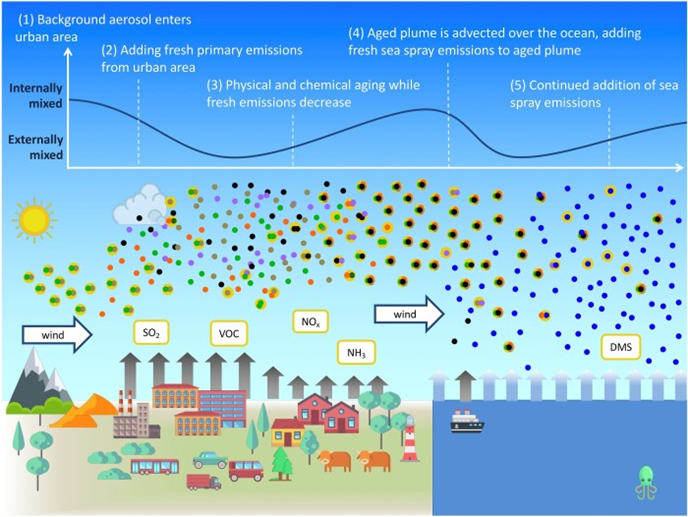 (1) Background aerosol enters
urban area
(2) Adding fresh primary emissions
from urban area
(3) Physical and chemical aging while
fresh emissions decrease
(4) Aged plume is advected over the ocean, adding
fresh sea spray emissions to aged plume
(5) Continued addition of sea
spray emissions
Internally
mixed
Externally
mixed
wind
SO2
VOC
NOx
NH3
wind
DMS